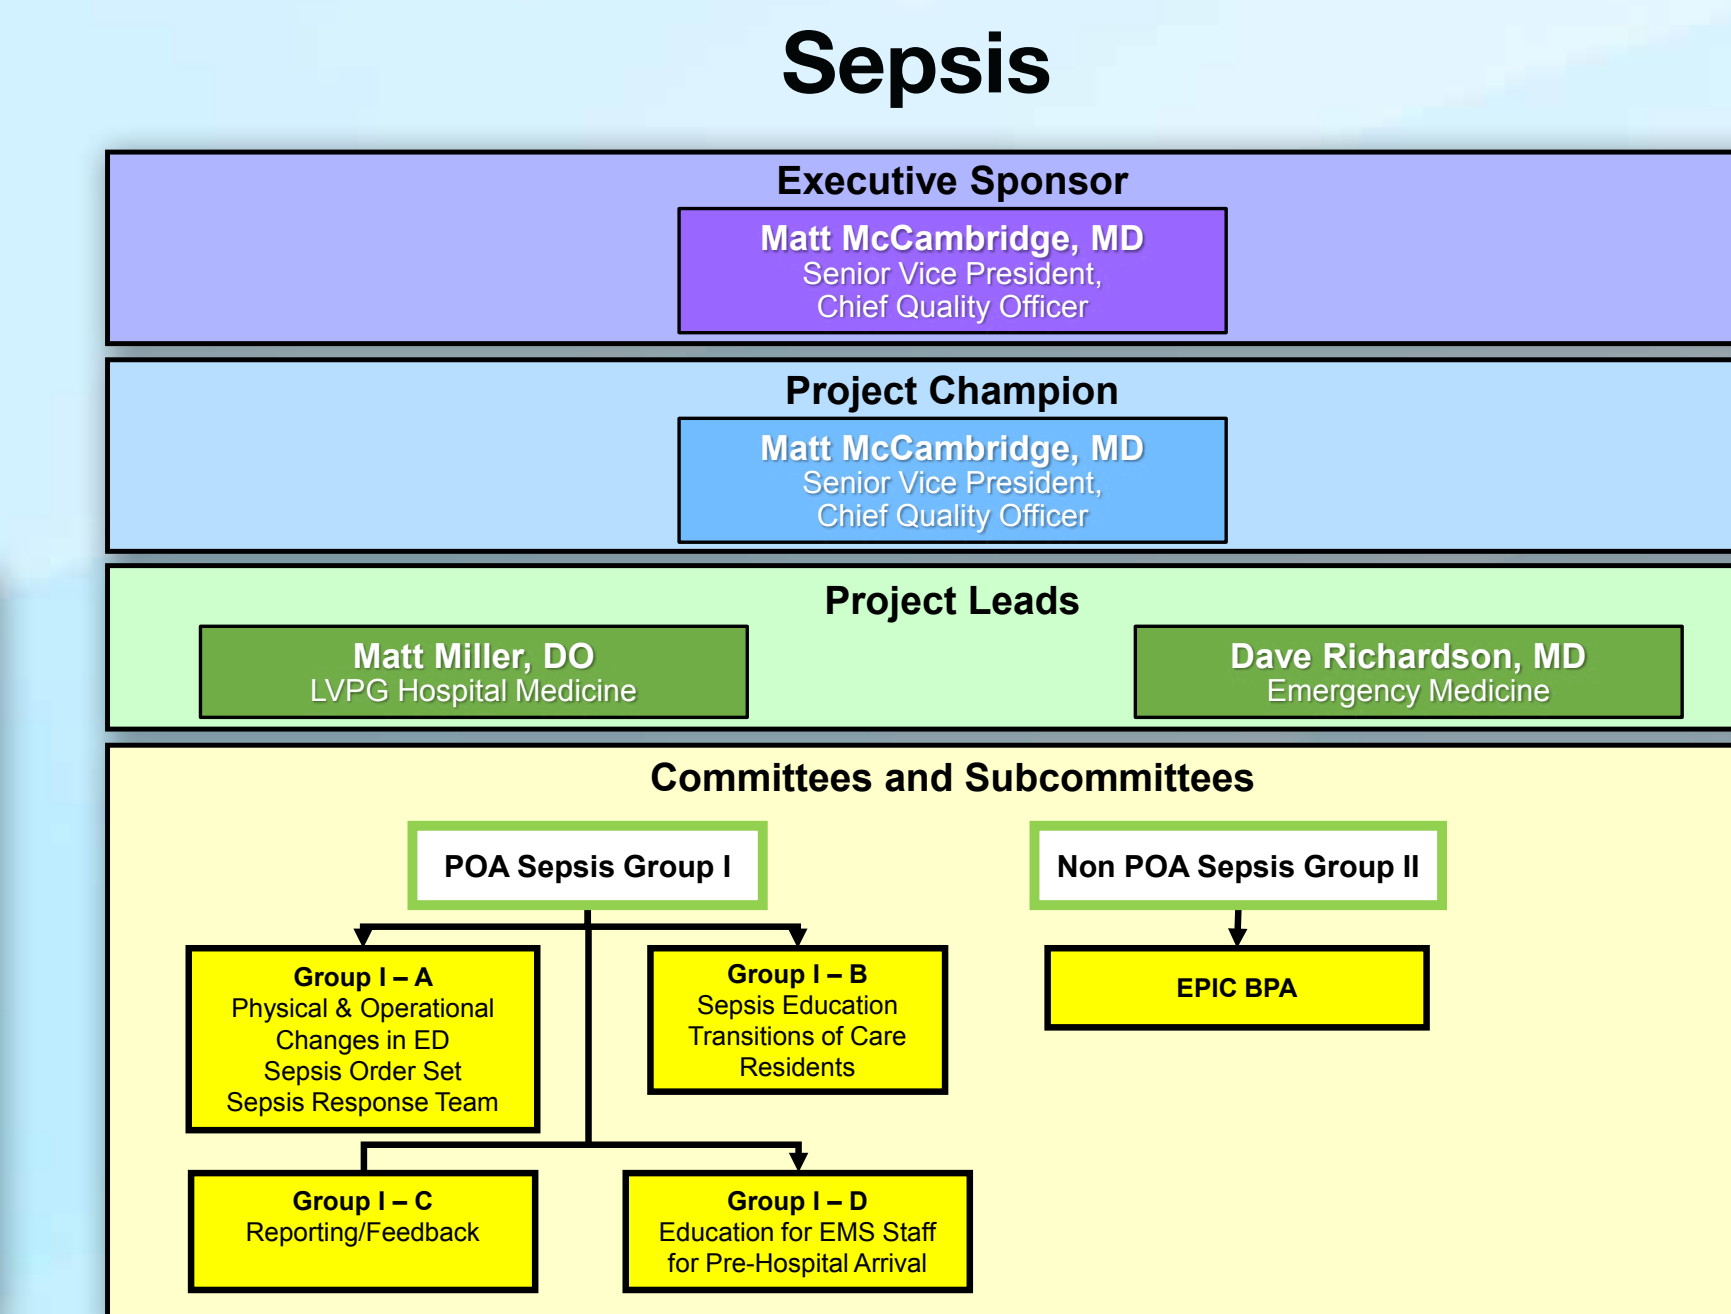 Sepsis
Executive Sponsor
Matt McCambridge, MD
Senior Vice President,
Chief Quality Officer
Project Champion
Matt McCambridge, MD
Senior Vice President,
Chief Quality Officer
Project Leads
Matt Miller, DO
LVPG Hospital Medicine
Dave Richardson, MD
Emergency Medicine
Committees and Subcommittees
POA Sepsis Group I
Non POA Sepsis Group II
Group I – A
Physical & Operational
Changes in ED
Sepsis Order Set
Sepsis Response Team
Group I – B
Sepsis Education
Transitions of Care
Residents
EPIC BPA
Group I – C
Reporting/Feedback
Group I – D
Education for EMS Staff
for Pre-Hospital Arrival